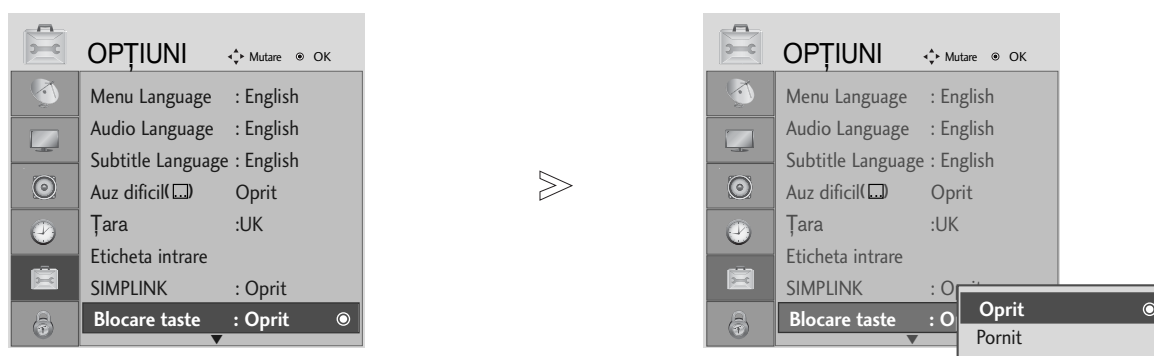 OPȚIUNI Mutare OK
Menu Language : English
Audio Language : English
Subtitle Language : English
Auz dificil( ) Oprit
Țara :UK
Eticheta intrare
SIMPLINK : Oprit
Blocare taste : Oprit
OPȚIUNI Mutare OK
Menu Language : English
Audio Language : English
Subtitle Language : English
Auz dificil( ) Oprit
Țara :UK
Eticheta intrare
SIMPLINK
Blocare taste
Oprit
Pornit